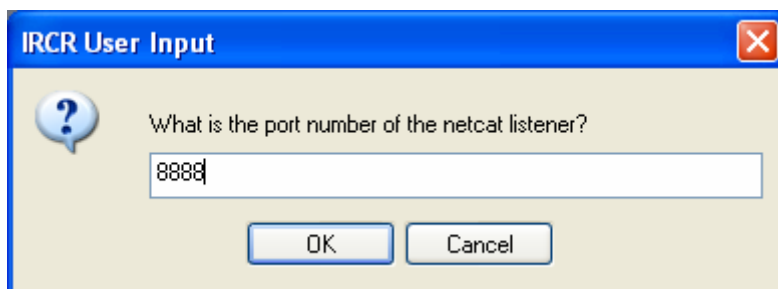 IRCR User Input
What is the port number of the netcat listener?
8888
OK Cancel